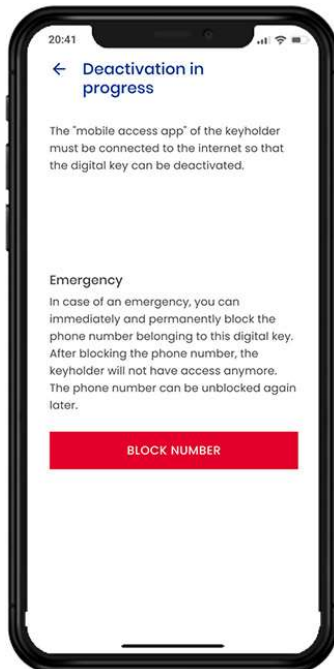 20:41
Deactivation in
progress
The "mobile access app" of the keyholder
must be connected to the internet so that
the digital key can be deactivated.
Emergency
In case of an emergency, you can
immediately and permanently block the
phone number belonging to this digital key.
After blocking the phone number, the
keyholder will not have access anymore.
The phone number can be unblocked again
later.
BLOCK NUMBER